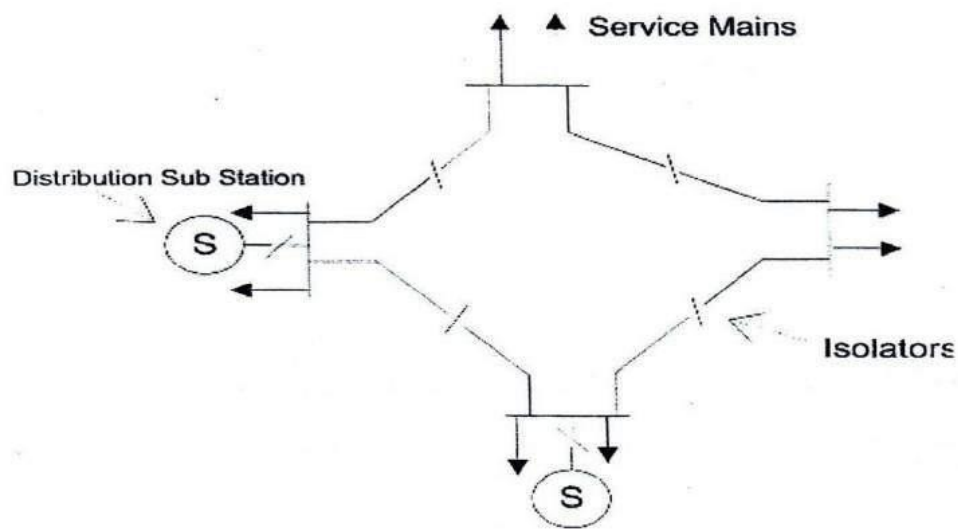 Service Mains
Distribution Sub Station
S
Isolators
S